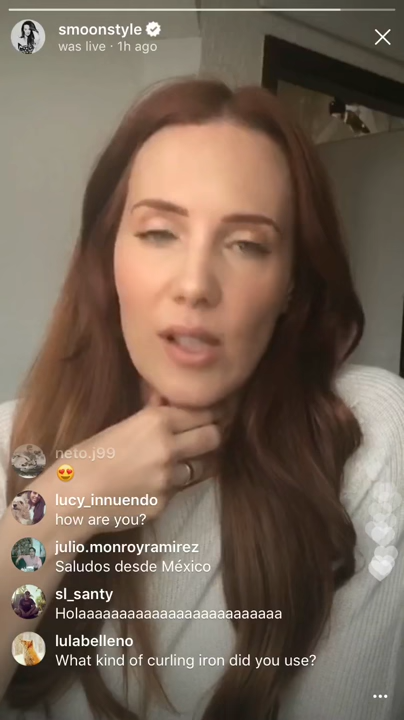 smoonstyle
was live · 1h ago
neto.j99
😍
lucy_innuendo
how are you?
julio.monroyramirez
Saludos desde México
sl_santy
Holaaaaaaaaaaaaaaaaaaaaaaaaa
lulabelleno
What kind of curling iron did you use?